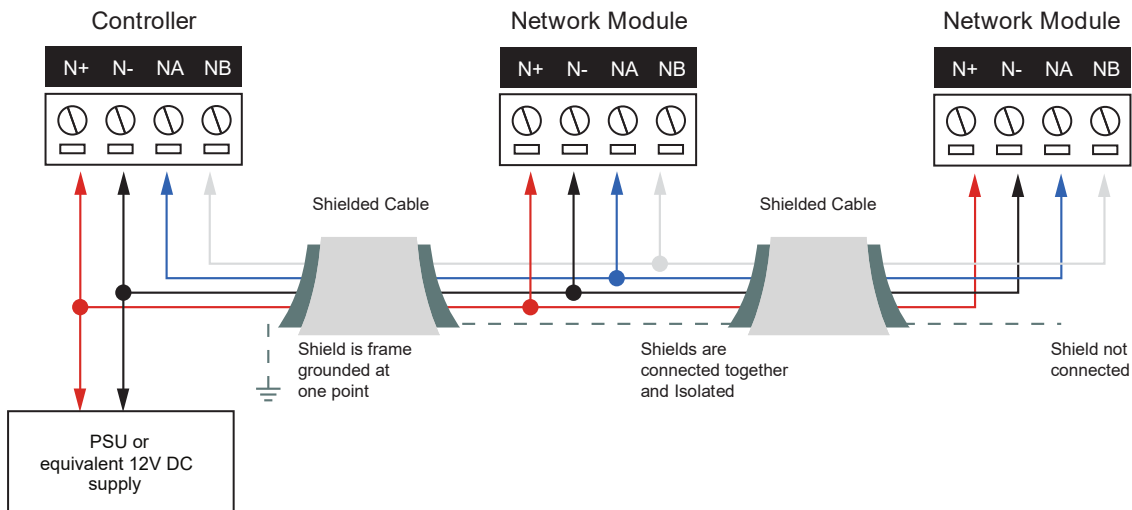 Controller
Network Module
Network Module
N+ N- NA NB
N+ N- NA NB
N+ N- NA NB
Shielded Cable
Shielded Cable
Shield is frame
grounded at
one point
Shields are
connected together
and Isolated
Shield not
connected
PSU or
equivalent 12V DC
supply